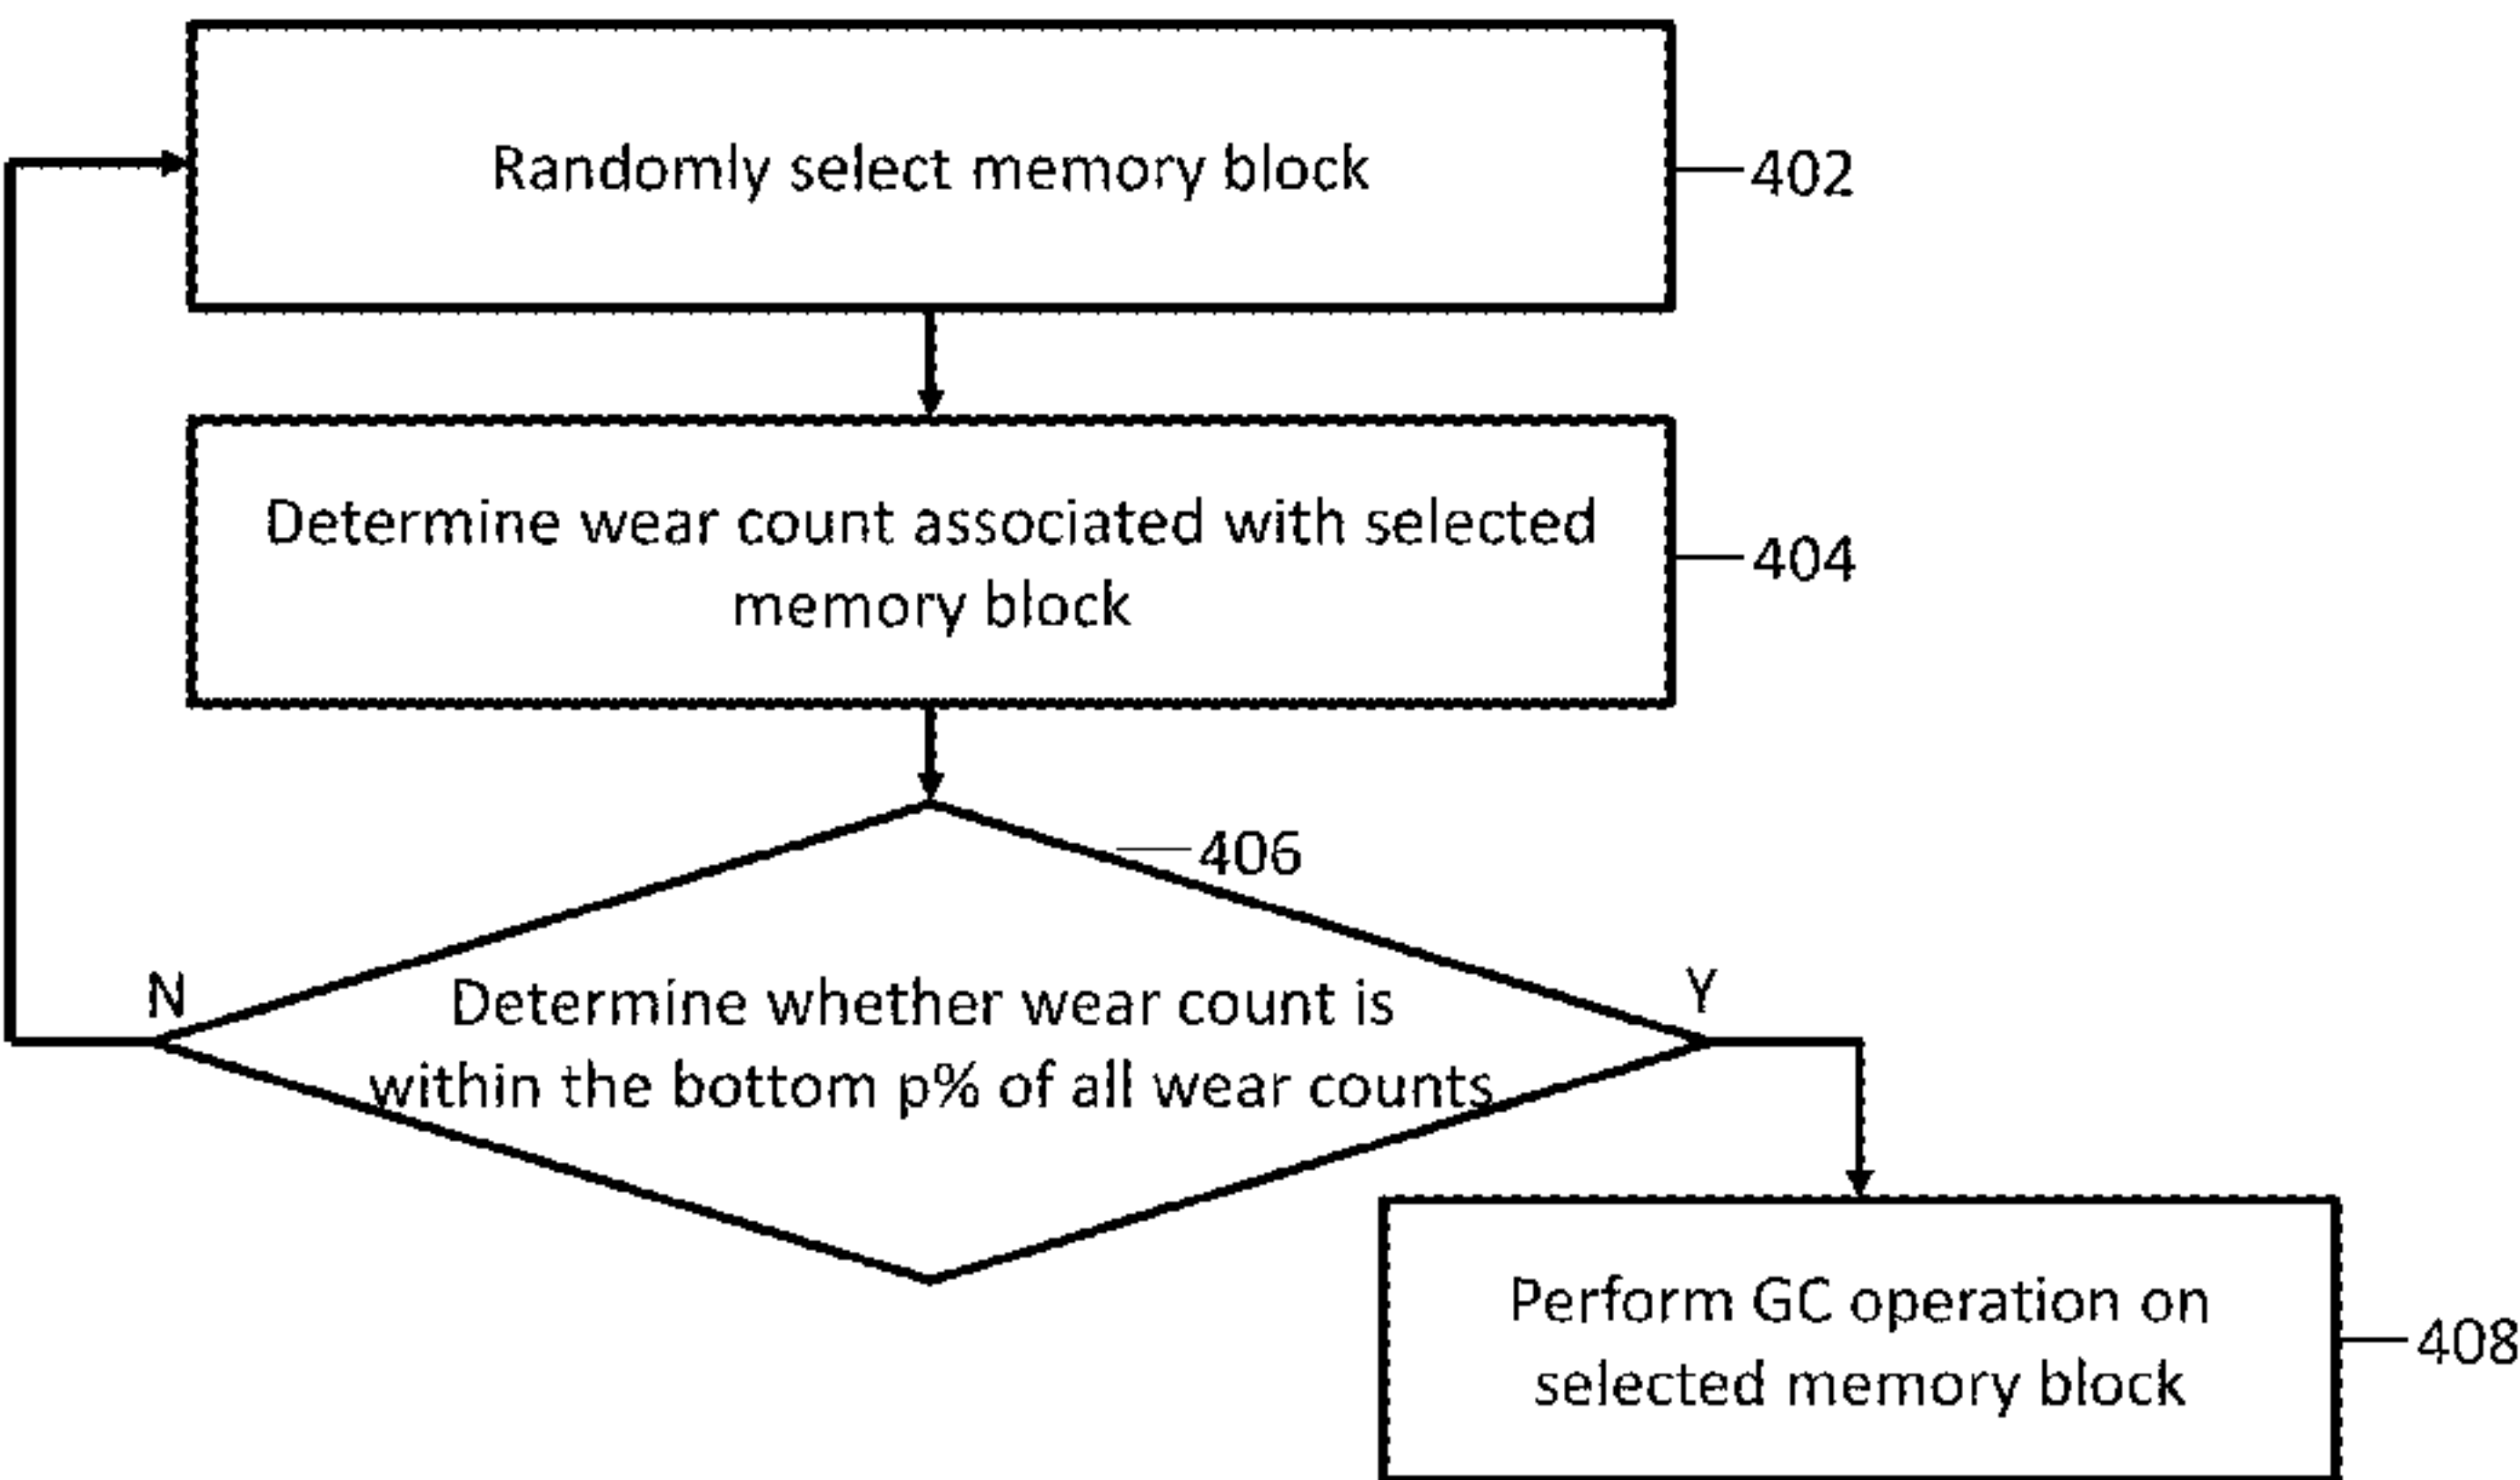 Randomly select memory block
402
Determine wear count associated with selected
memory block
404
406
N
Y
Determine whether wear count is
within the bottom p% of all wear counts
Perform GC operation on
selected memory block
408